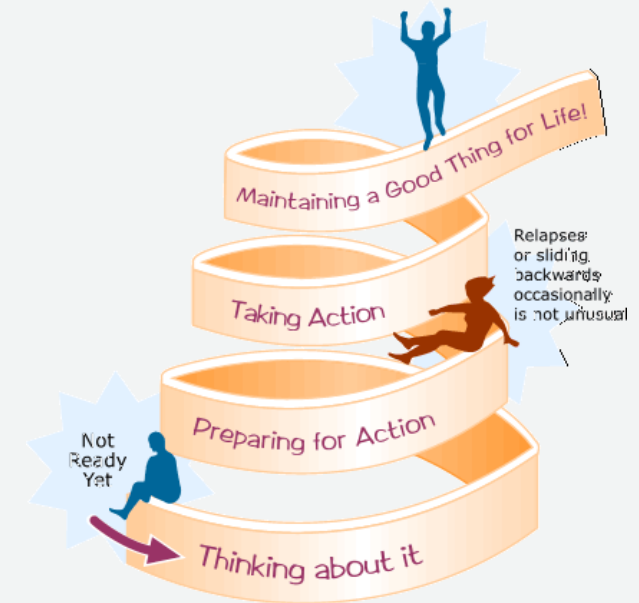 Maintaining a Good Thing for Life!
Relapses
or sliding
backwards
occasionally
is not unusual
Taking Action
Preparing for Action
Not
Ready
Yet
Thinking about it